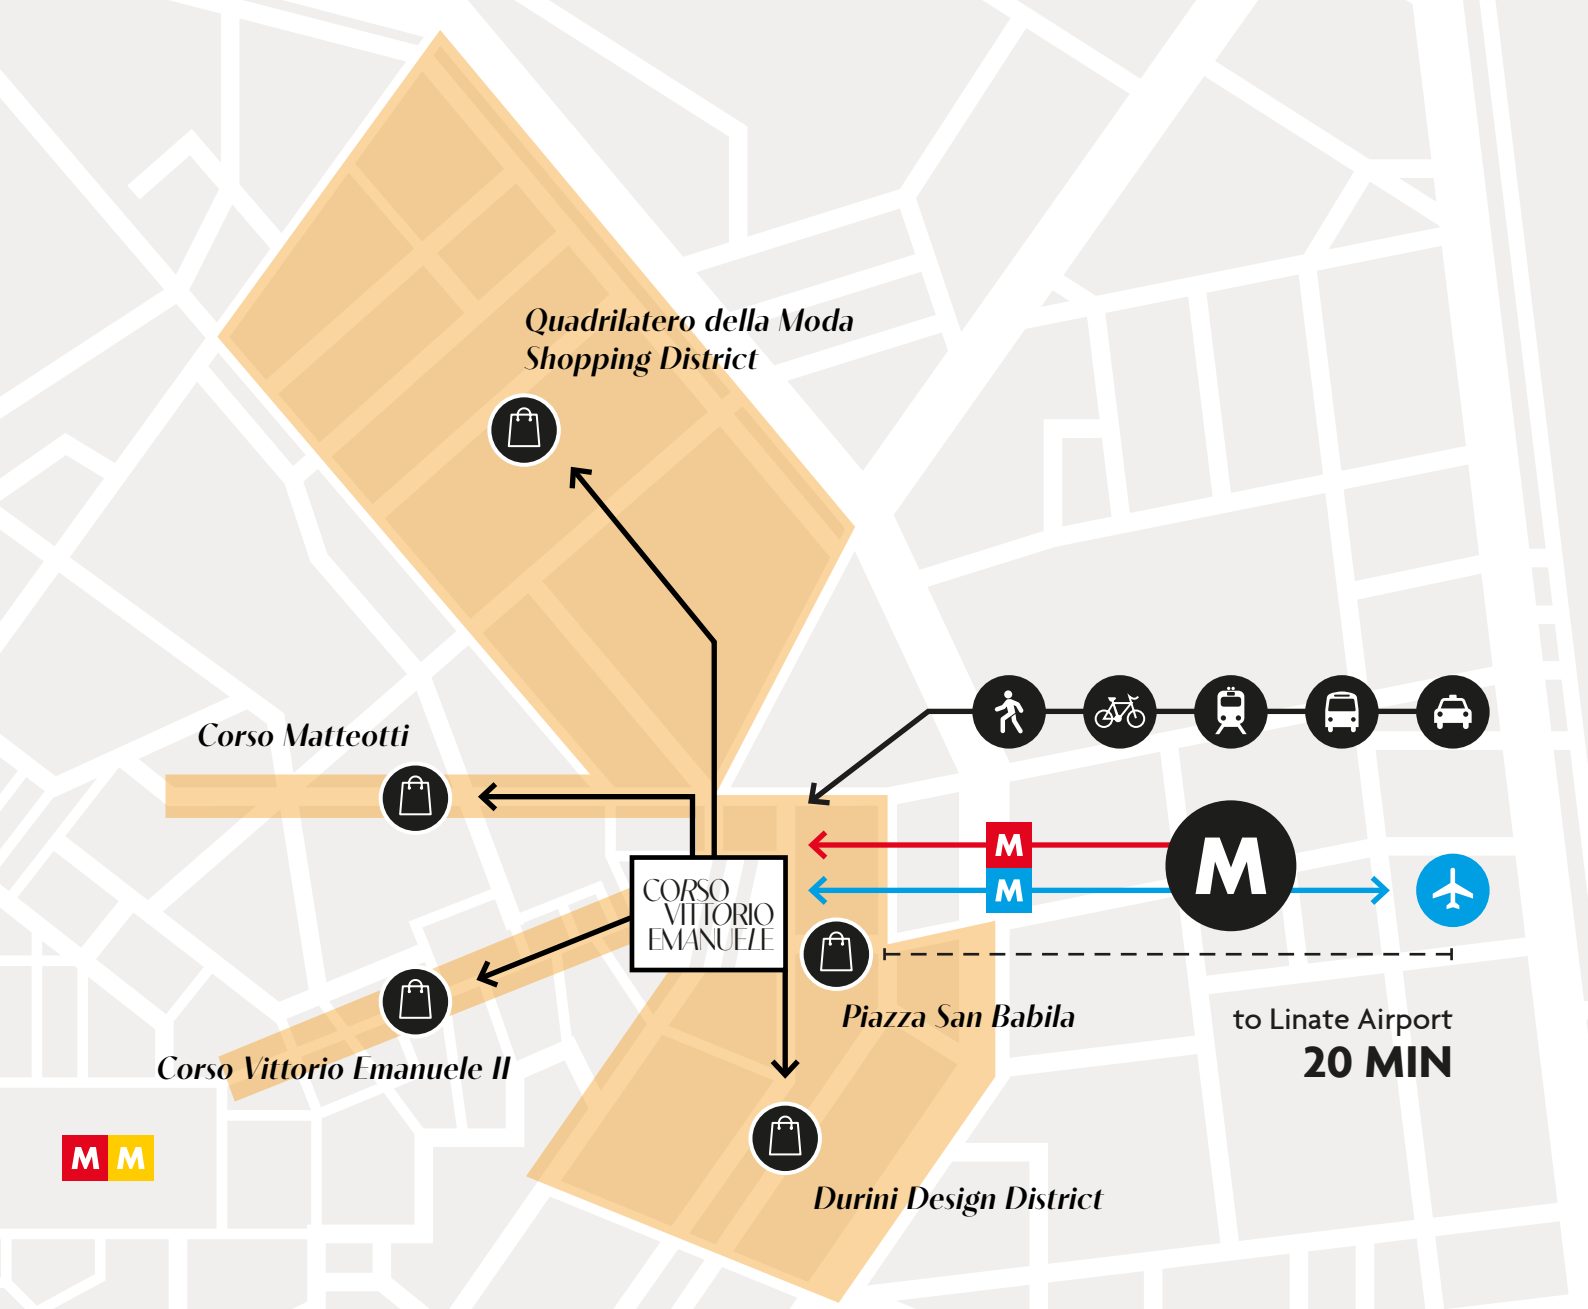 Quadrilatero della Moda
Shopping District
Corso Matteotti
CORSO
VITTORIO
EMANUELE
M
M
M
Piazza San Babila
to Linate Airport
20 MIN
Corso Vittorio Emanuele II
M M
Durini Design District